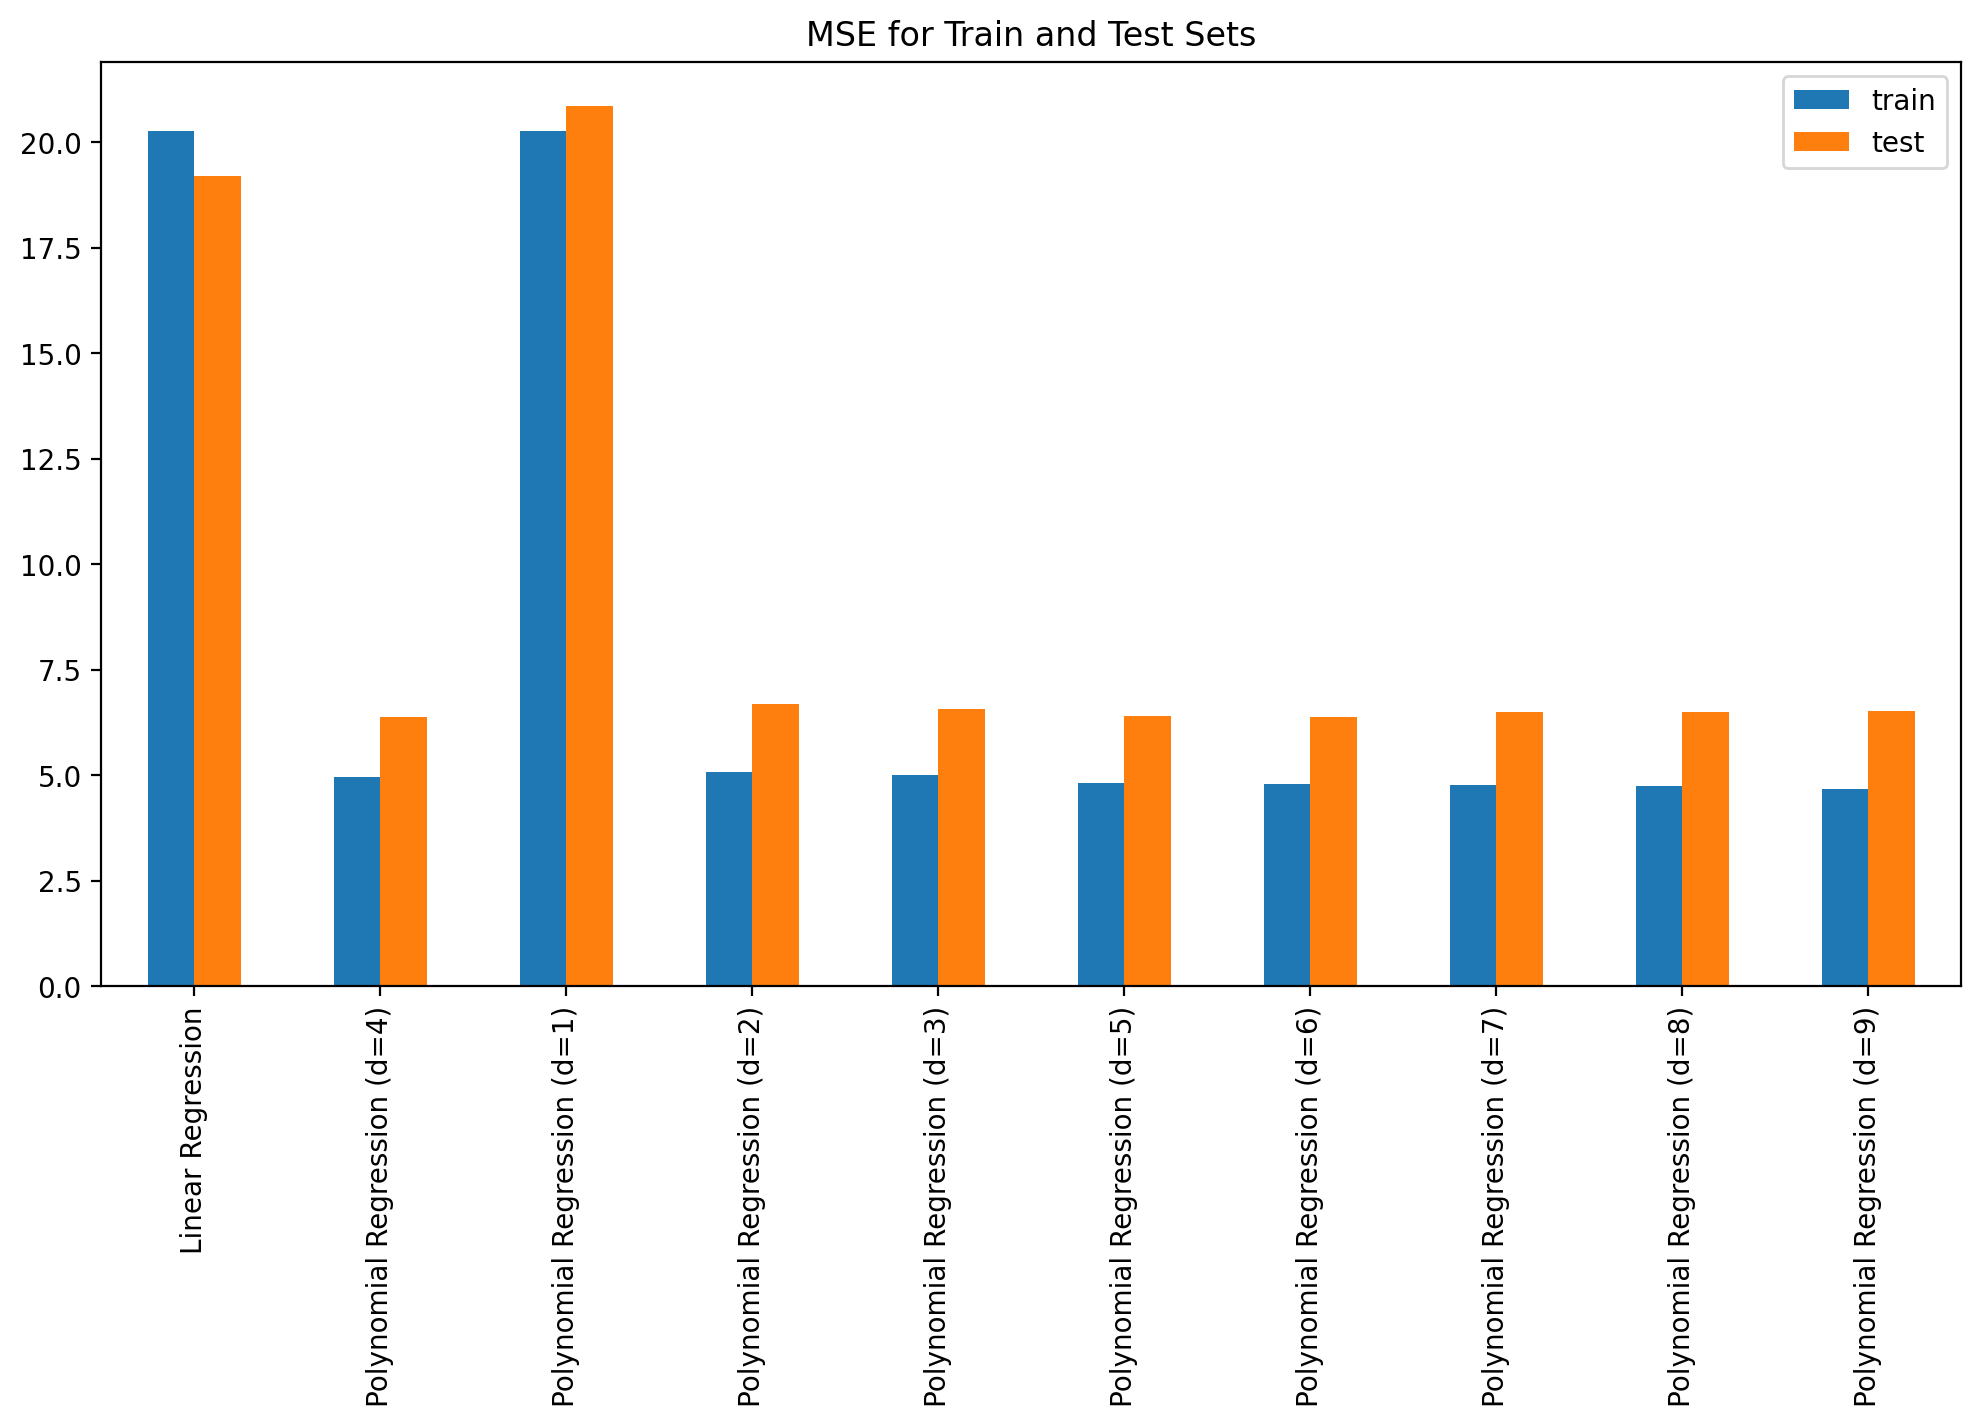 MSE for Train and Test Sets
train
test
20.0
17.5
15.0
12.5
10.0
7.5
5.0
2.5
0.0
Linear Regression
Polynomial Regression (d=4)
Polynomial Regression (d=1)
Polynomial Regression (d=2)
Polynomial Regression (d=3)
Polynomial Regression (d=5)
Polynomial Regression (d=6)
Polynomial Regression (d=7)
Polynomial Regression (d=8)
Polynomial Regression (d=9)